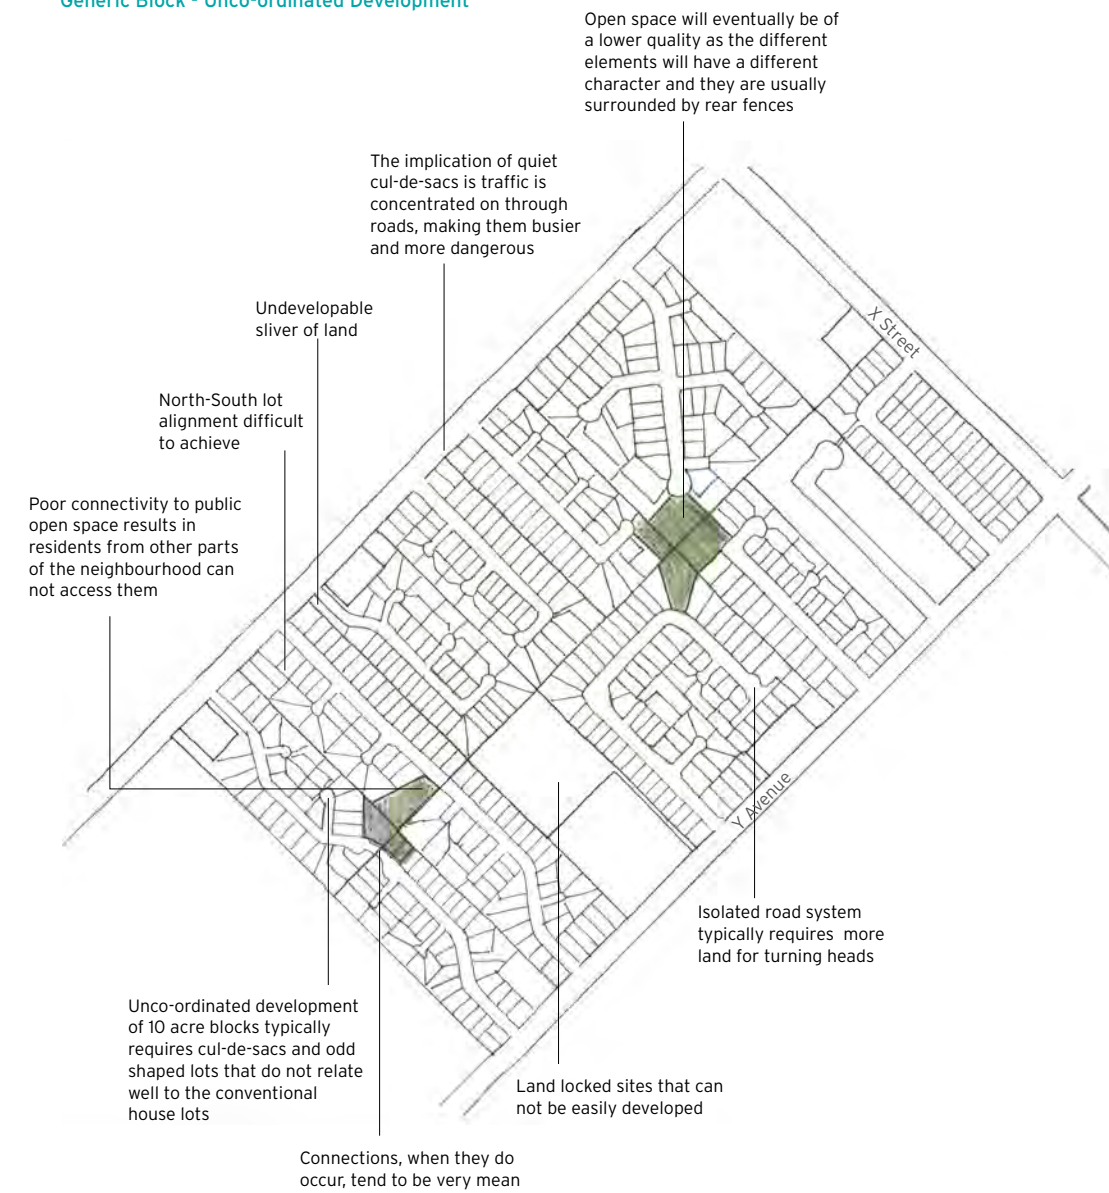 Generic Block - Unco-ordinated Development
Open space will eventually be of
a lower quality as the different
elements will have a different
character and they are usually
surrounded by rear fences
The implication of quiet
cul-de-sacs is traffic is
concentrated on through
roads, making them busier
and more dangerous
Undevelopable
sliver of land
X Street
North-South lot
alignment difficult
to achieve
Poor connectivity to public
open space results in
residents from other parts
of the neighbourhood can
not access them
Y Avenue
Isolated road system
typically requires more
land for turning heads
Unco-ordinated development
of 10 acre blocks typically
requires cul-de-sacs and odd
shaped lots that do not relate
well to the conventional
house lots
Land locked sites that can
not be easily developed
Connections, when they do
occur, tend to be very mean